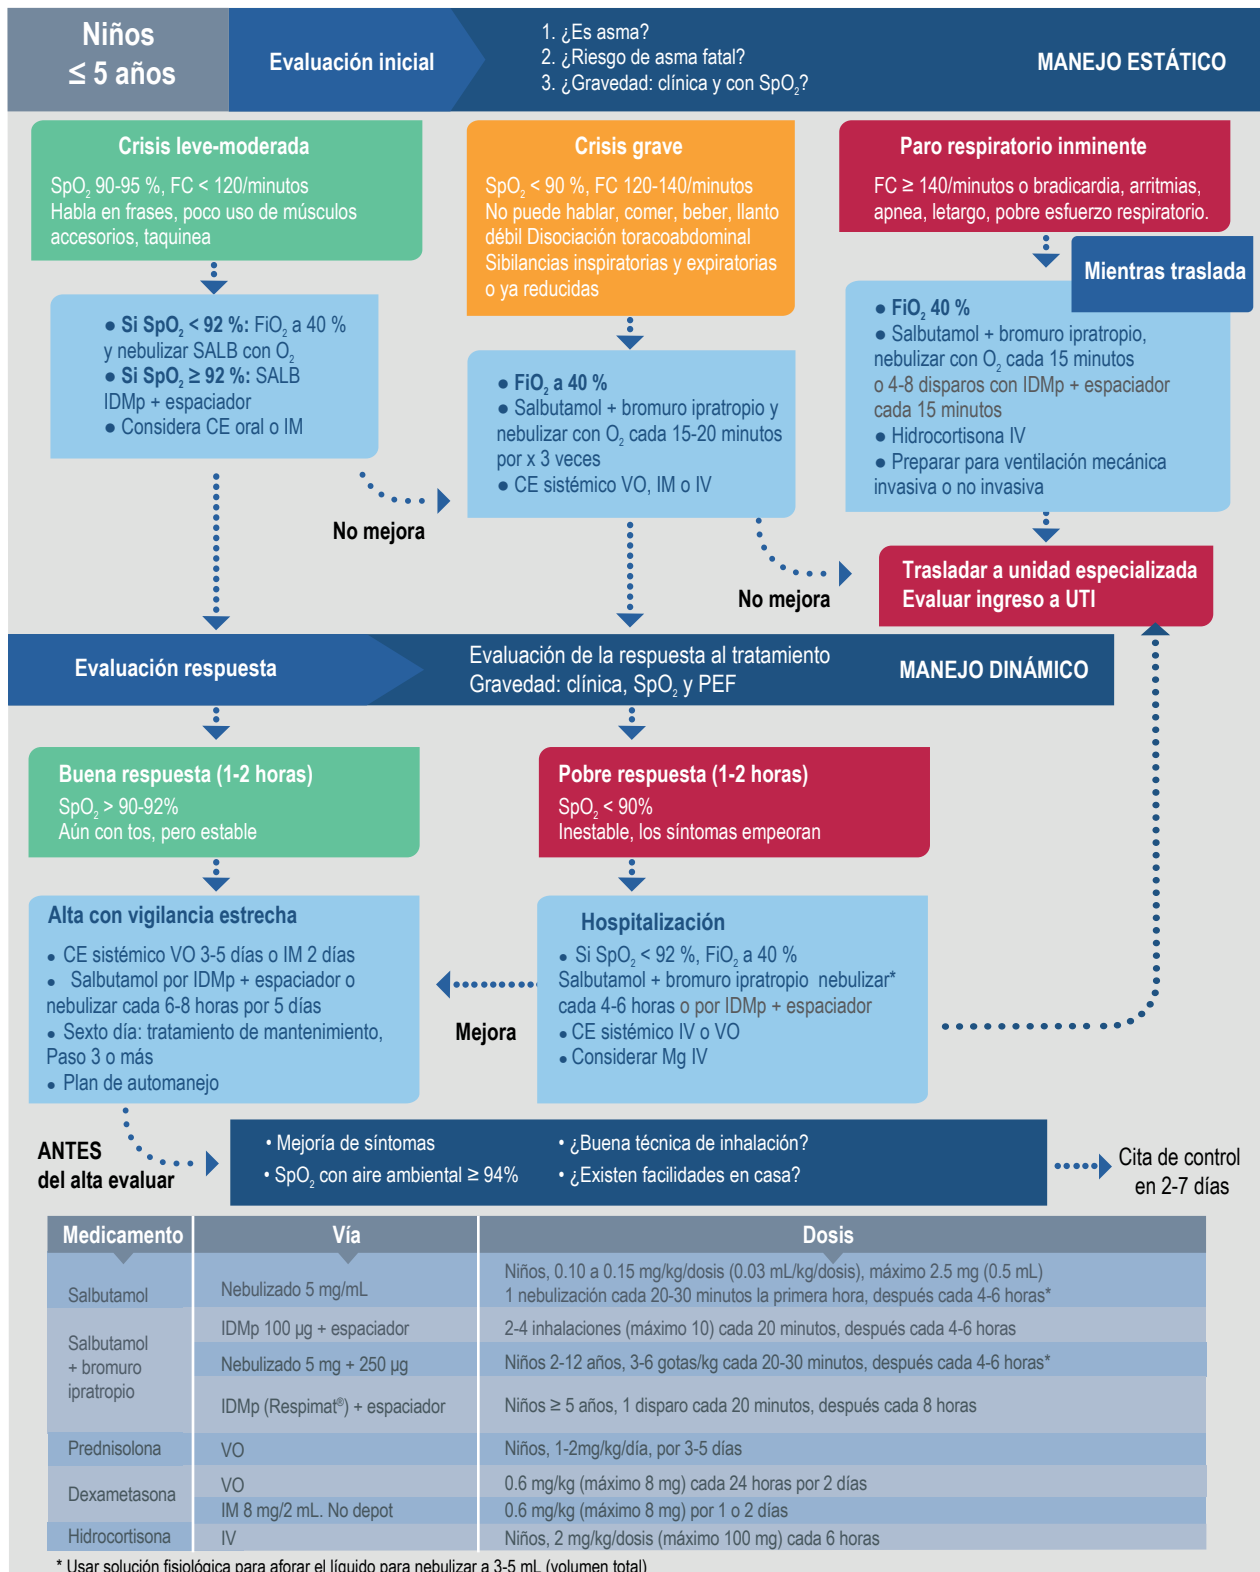 Niños
≤ 5 años
Evaluación inicial
1. ¿Es asma?
2. ¿Riesgo de asma fatal?
3. ¿Gravedad: clínica y con SpO₂?
MANEJO ESTÁTICO
Crisis leve-moderada
SpO₂ 90-95 %, FC < 120/minutos
Habla en frases, poco uso de músculos
accesorios, taquinea
Crisis grave
SpO₂ < 90 %, FC 120-140/minutos
No puede hablar, comer, beber, llanto
débil Disociación toracoabdominal
Sibilancias inspiratorias y expiratorias
o ya reducidas
Paro respiratorio inminente
FC ≥ 140/minutos o bradicardia, arritmias,
apnea, letargo, pobre esfuerzo respiratorio.
Mientras traslada
● Si SpO₂ < 92 %: FiO₂ a 40 %
y nebulizar SALB con O₂
● Si SpO₂ ≥ 92 %: SALB
IDMp + espaciador
● Considera CE oral o IM
● FiO₂ a 40 %
● Salbutamol + bromuro ipratropio y
nebulizar con O₂ cada 15-20 minutos
por x 3 veces
● CE sistémico VO, IM o IV
● FiO₂ 40 %
● Salbutamol + bromuro ipratropio,
nebulizar con O₂ cada 15 minutos
o 4-8 disparos con IDMp + espaciador
cada 15 minutos
● Hidrocortisona IV
● Preparar para ventilación mecánica
invasiva o no invasiva
No mejora
No mejora
Trasladar a unidad especializada
Evaluar ingreso a UTI
Evaluación respuesta
Evaluación de la respuesta al tratamiento
Gravedad: clínica, SpO₂ y PEF
MANEJO DINÁMICO
Buena respuesta (1-2 horas)
SpO₂ > 90-92%
Aún con tos, pero estable
Pobre respuesta (1-2 horas)
SpO₂ < 90%
Inestable, los síntomas empeoran
Alta con vigilancia estrecha
● CE sistémico VO 3-5 días o IM 2 días
● Salbutamol por IDMp + espaciador o
nebulizar cada 6-8 horas por 5 días
● Sexto día: tratamiento de mantenimiento,
Paso 3 o más
● Plan de automanejo
Mejora
Hospitalización
● Si SpO₂ < 92 %, FiO₂ a 40 %
Salbutamol + bromuro ipratropio nebulizar*
cada 4-6 horas o por IDMp + espaciador
● CE sistémico IV o VO
● Considerar Mg IV
ANTES
del alta evaluar
• Mejoría de síntomas
• SpO₂ con aire ambiental ≥ 94%
• ¿Buena técnica de inhalación?
• ¿Existen facilidades en casa?
Cita de control
en 2-7 días
Medicamento Vía Dosis
Salbutamol
Nebulizado 5 mg/mL
Niños, 0.10 a 0.15 mg/kg/dosis (0.03 mL/kg/dosis), máximo 2.5 mg (0.5 mL)
1 nebulización cada 20-30 minutos la primera hora, después cada 4-6 horas*
IDMp 100 µg + espaciador
2-4 inhalaciones (máximo 10) cada 20 minutos, después cada 4-6 horas
Salbutamol
+ bromuro
ipratropio
Nebulizado 5 mg + 250 µg
Niños 2-12 años, 3-6 gotas/kg cada 20-30 minutos, después cada 4-6 horas*
IDMp (Respimat®) + espaciador
Niños ≥ 5 años, 1 disparo cada 20 minutos, después cada 8 horas
Prednisolona
VO
Niños, 1-2mg/kg/día, por 3-5 días
Dexametasona
VO
0.6 mg/kg (máximo 8 mg) cada 24 horas por 2 días
IM 8 mg/2 mL. No depot
0.6 mg/kg (máximo 8 mg) por 1 o 2 días
Hidrocortisona
IV
Niños, 2 mg/kg/dosis (máximo 100 mg) cada 6 horas
* Usar solución fisiológica para aforar el líquido para nebulizar a 3-5 mL (volumen total)